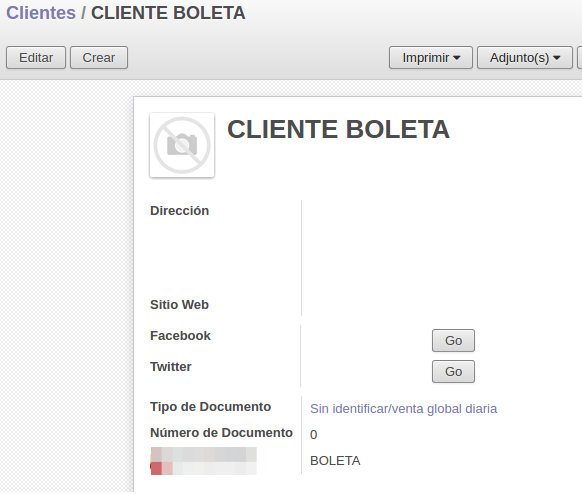 Clientes / CLIENTE BOLETA
Editar Crear Imprimir Adjunto(s)
CLIENTE BOLETA
Dirección
Sitio Web
Facebook Go
Twitter Go
Tipo de Documento Sin identificar/venta global diaria
Número de Documento 0
BOLETA